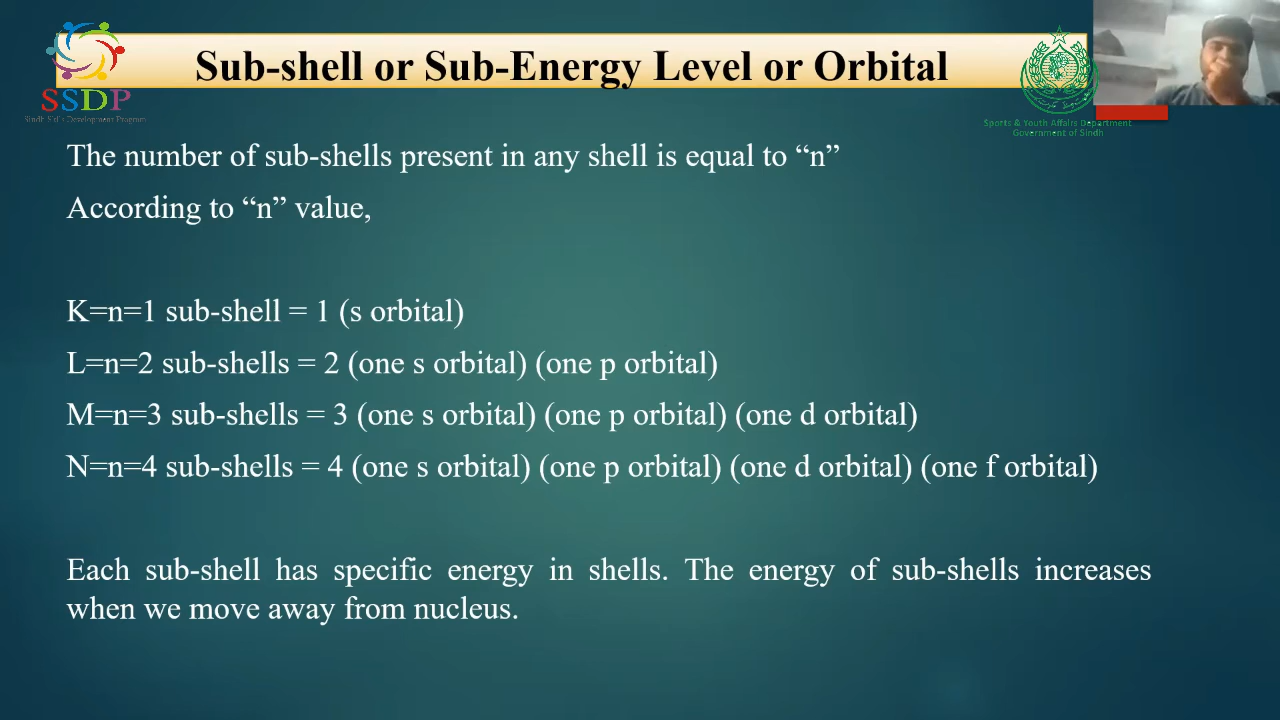 Sub-shell or Sub-Energy Level or Orbital
SSDP
Sindh Skills Development Program
Sports & Youth Affairs Department
Government of Sindh
The number of sub-shells present in any shell is equal to “n”
According to “n” value,
K=n=1 sub-shell = 1 (s orbital)
L=n=2 sub-shells = 2 (one s orbital) (one p orbital)
M=n=3 sub-shells = 3 (one s orbital) (one p orbital) (one d orbital)
N=n=4 sub-shells = 4 (one s orbital) (one p orbital) (one d orbital) (one f orbital)
Each sub-shell has specific energy in shells. The energy of sub-shells increases
when we move away from nucleus.